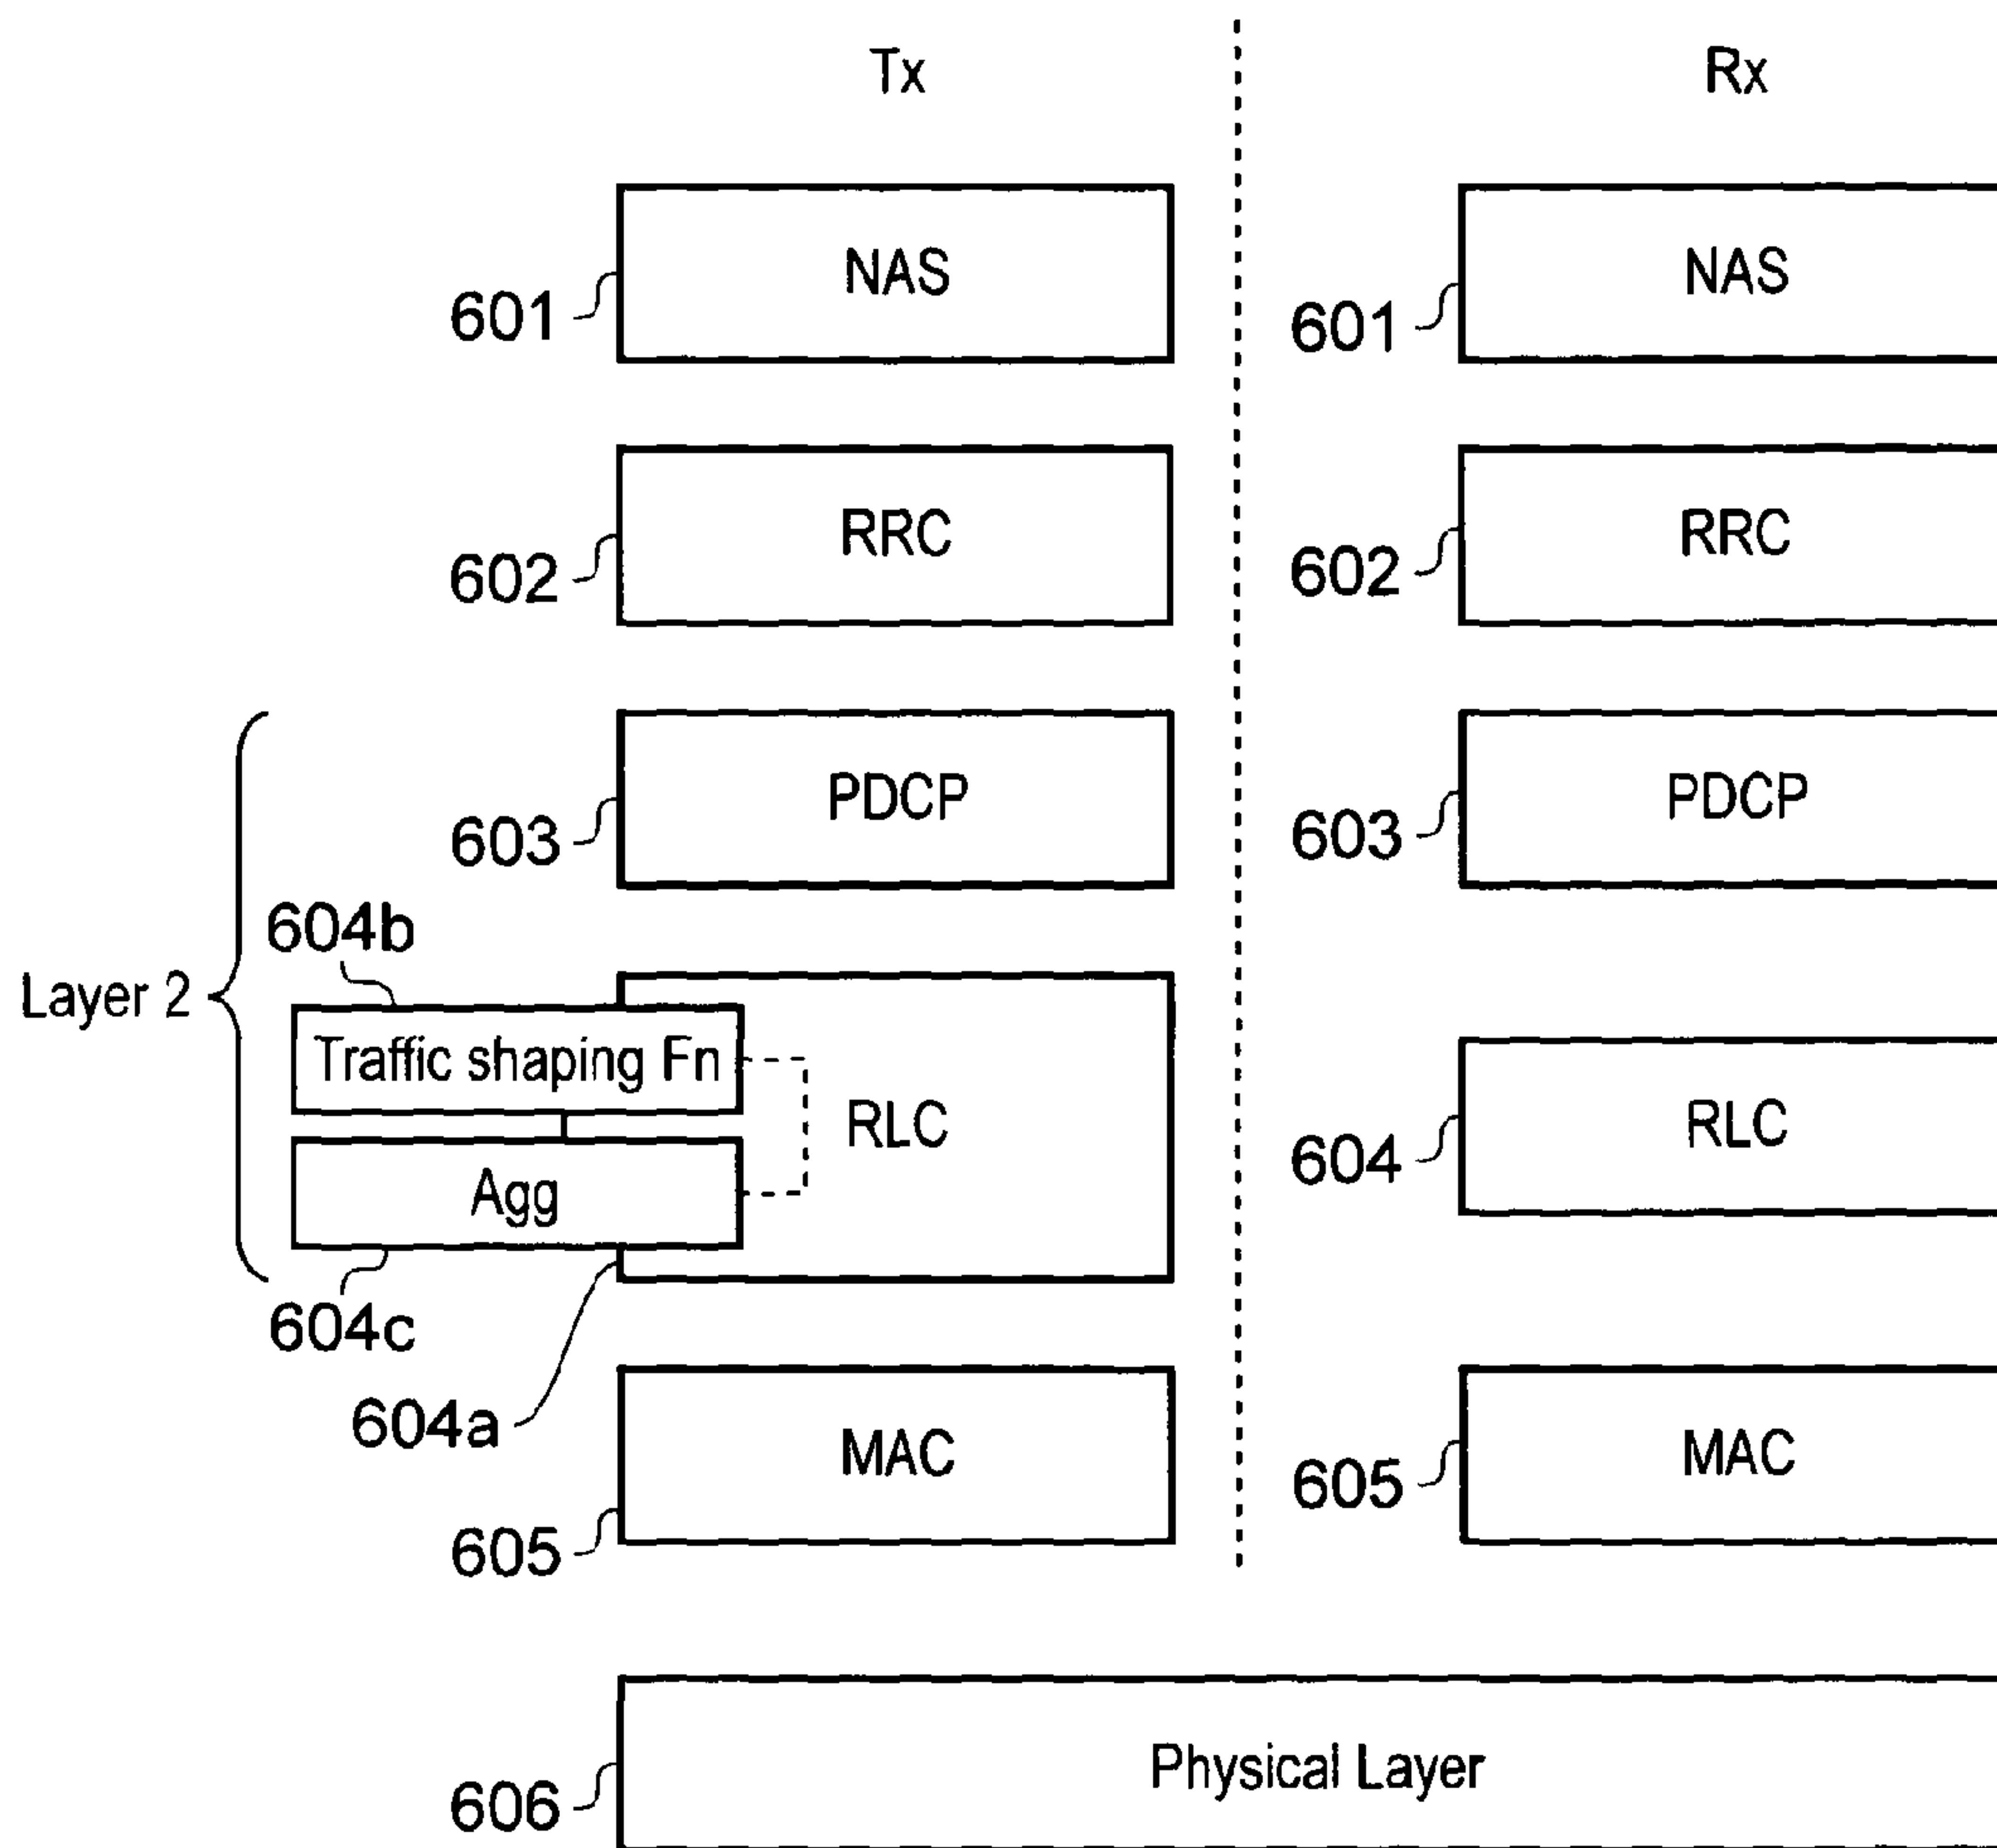 Tx
Rx
NAS
601
NAS
601
RRC
602
RRC
602
PDCP
603
PDCP
603
Layer 2
604b
Traffic shaping Fn
Agg
604c
RLC
604a
RLC
604
MAC
605
MAC
605
Physical Layer
606